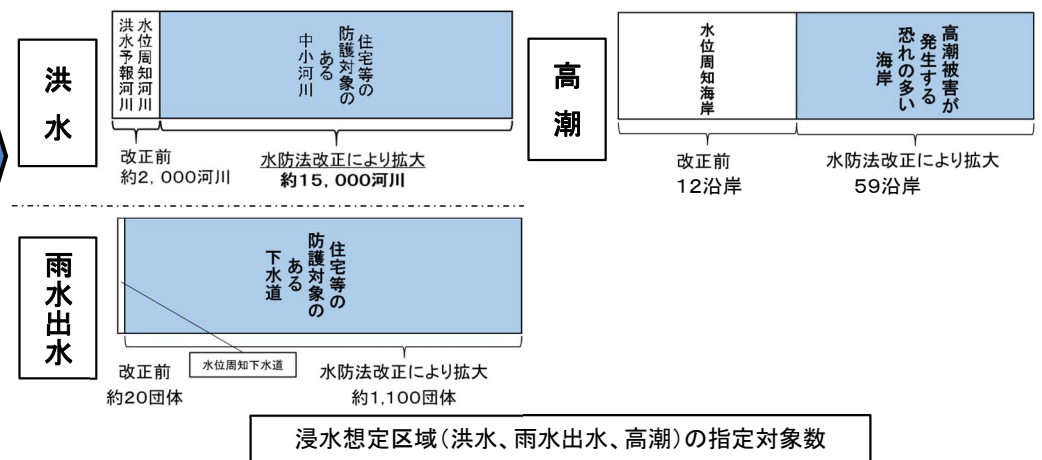 洪水
洪水予報河川
水位周知河川
住宅等の
防護対象の
ある
中小河川
改正前
約2，000河川
水防法改正により拡大
約15，000河川
高潮
水位周知海岸
高潮被害が
発生する
恐れの多い
海岸
改正前
12沿岸
水防法改正により拡大
59沿岸
雨水出水
住宅等の
防護対象の
ある
下水道
水位周知下水道
改正前
約20団体
水防法改正により拡大
約1,100団体
浸水想定区域(洪水、雨水出水、高潮)の指定対象数